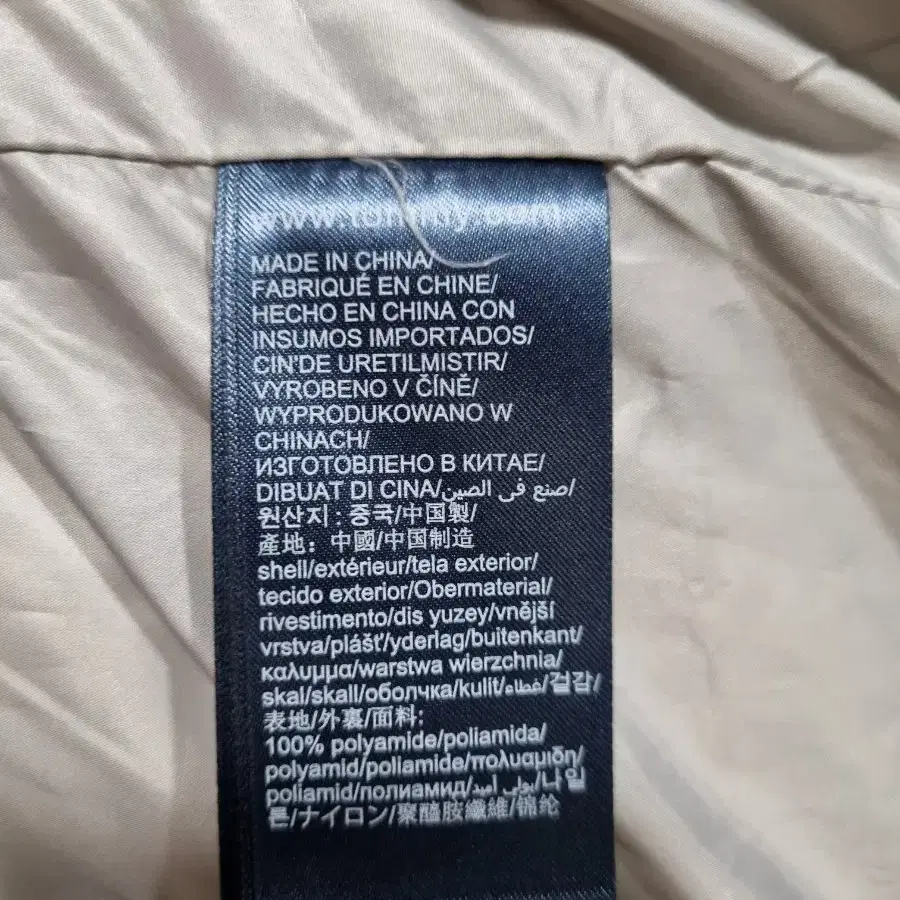 www.tommy.com
MADE IN CHINA/
FABRIQUÉ EN CHINE/
HECHO EN CHINA CON
INSUMOS IMPORTADOS/
CIN'DE URETILMISTIR/
VYROBENO V ČÍNĚ/
WYPRODUKOWANO W
CHINACH/
ИЗГОТОВЛЕНО В КИТАЕ/
DIBUAT DI CINA/صنع في الصين/
원산지 : 중국/中国製/
產地：中國/中国制造
shell/extérieur/tela exterior/
tecido exterior/Obermaterial/
rivestimento/dis yuzey/vnější
vrstva/plášť/yderlag/buitenkant/
καλυμμα/warstwa wierzchnia/
skal/skall/оболчка/kulit/غطاء/겉감/
表地/外裏/面料:
100% polyamide/poliamida/
polyamid/poliamide/πολυαμιδη/
poliamid/полиамид/بولي أميد/나일
론/ナイロン/聚醯胺纖維/锦纶